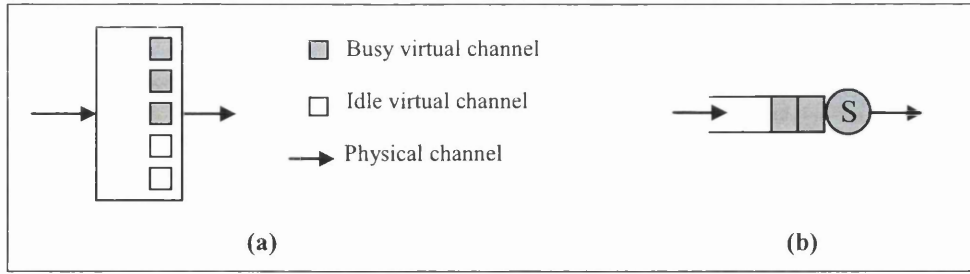 Busy virtual channel
Idle virtual channel
Physical channel
S
(a)
(b)